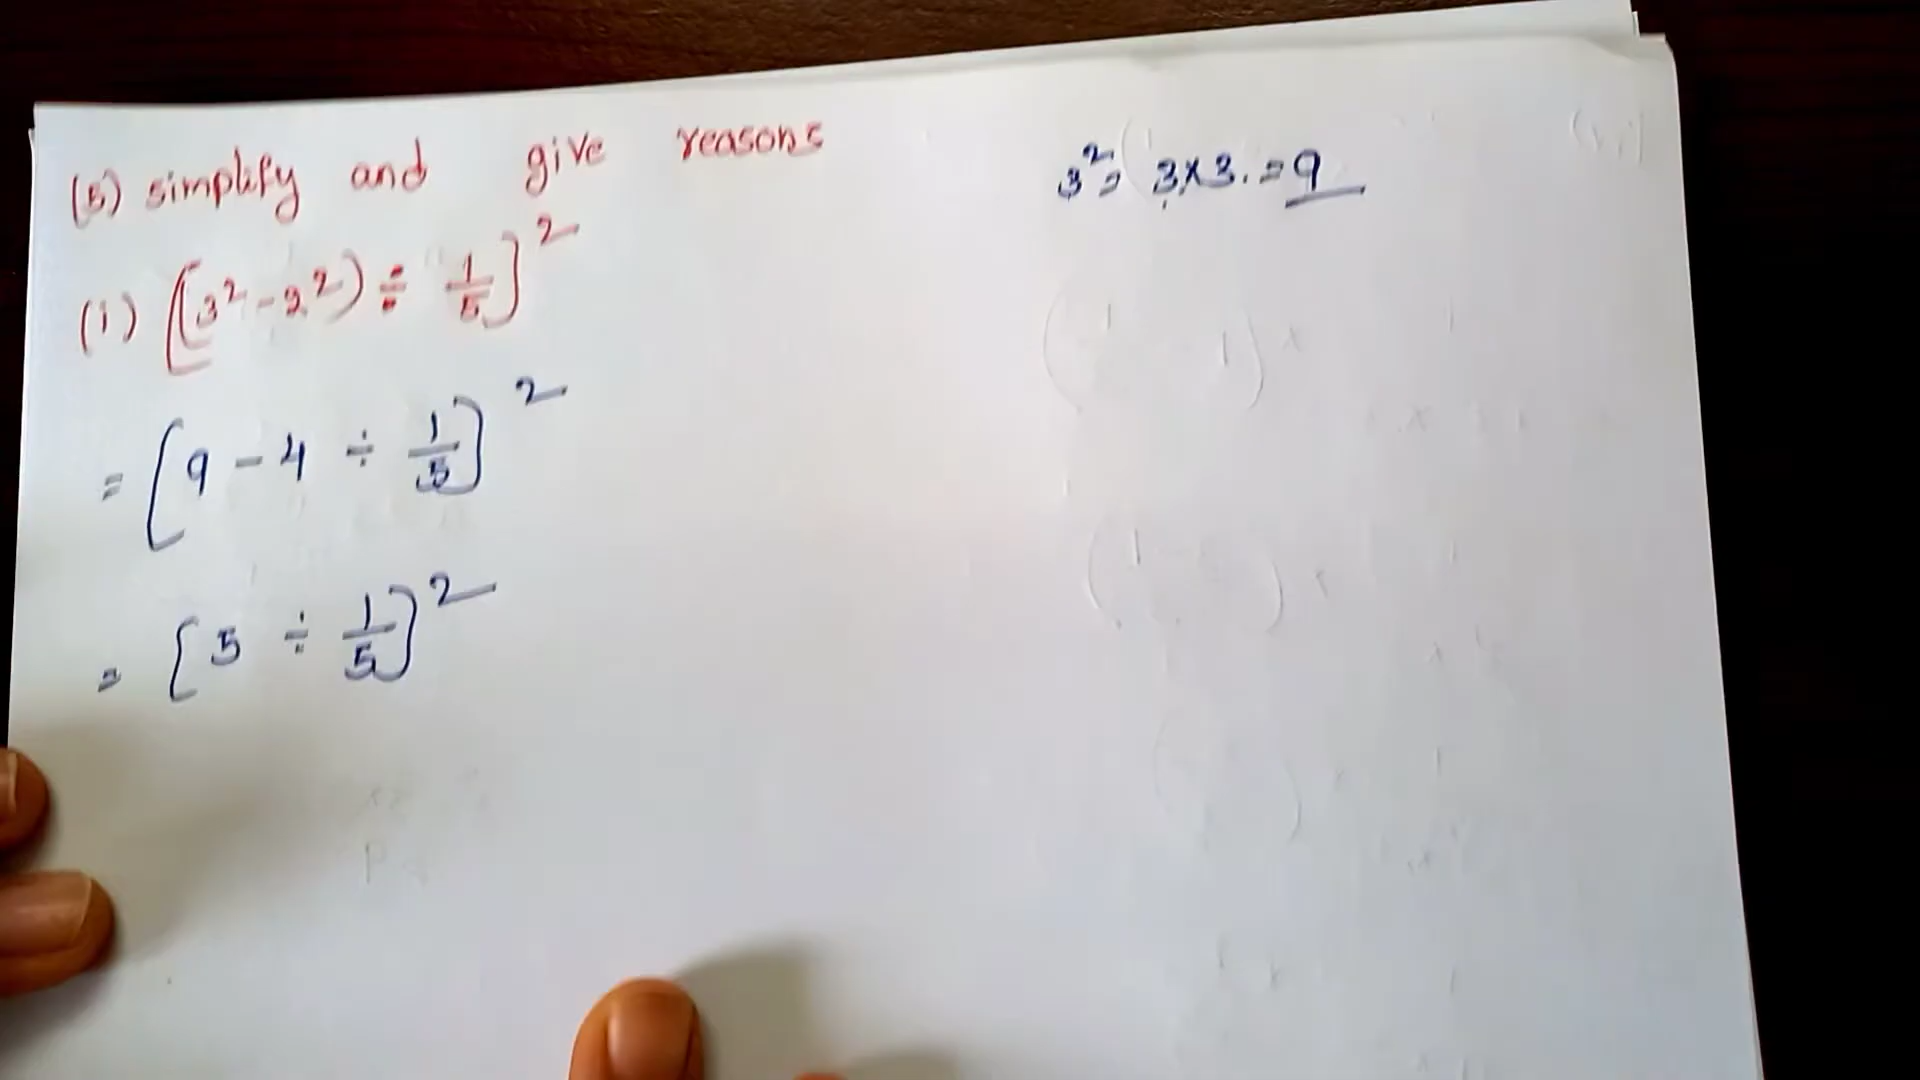 (5) simplify and give reasons
(i) [(3² - 2²) ÷ 1/5]²
= [9 - 4 ÷ 1/5]²
= [5 ÷ 1/5]²
3² = 3×3. = 9